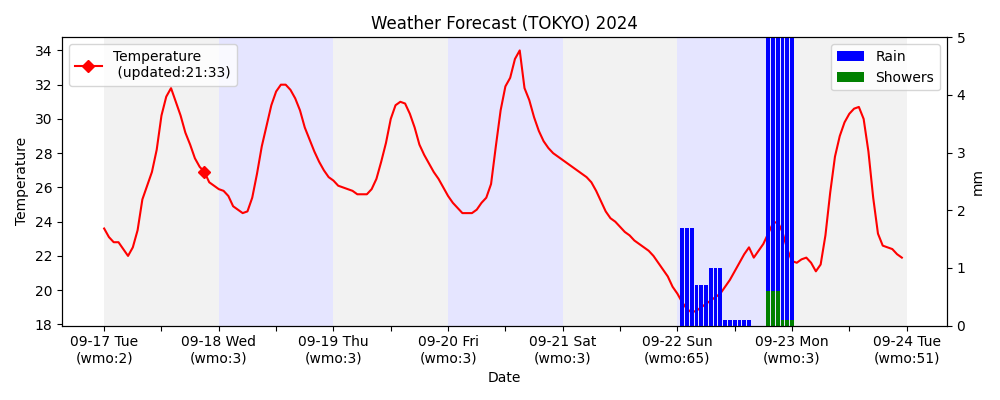 Weather Forecast (TOKYO) 2024
Temperature
(updated:21:33)
Rain
Showers
Temperature
34
32
30
28
26
24
22
20
18
5
4
3
2
1
0
mm
09-17 Tue
(wmo:2)
09-18 Wed
(wmo:3)
09-19 Thu
(wmo:3)
09-20 Fri
(wmo:3)
09-21 Sat
(wmo:3)
09-22 Sun
(wmo:65)
09-23 Mon
(wmo:3)
09-24 Tue
(wmo:51)
Date